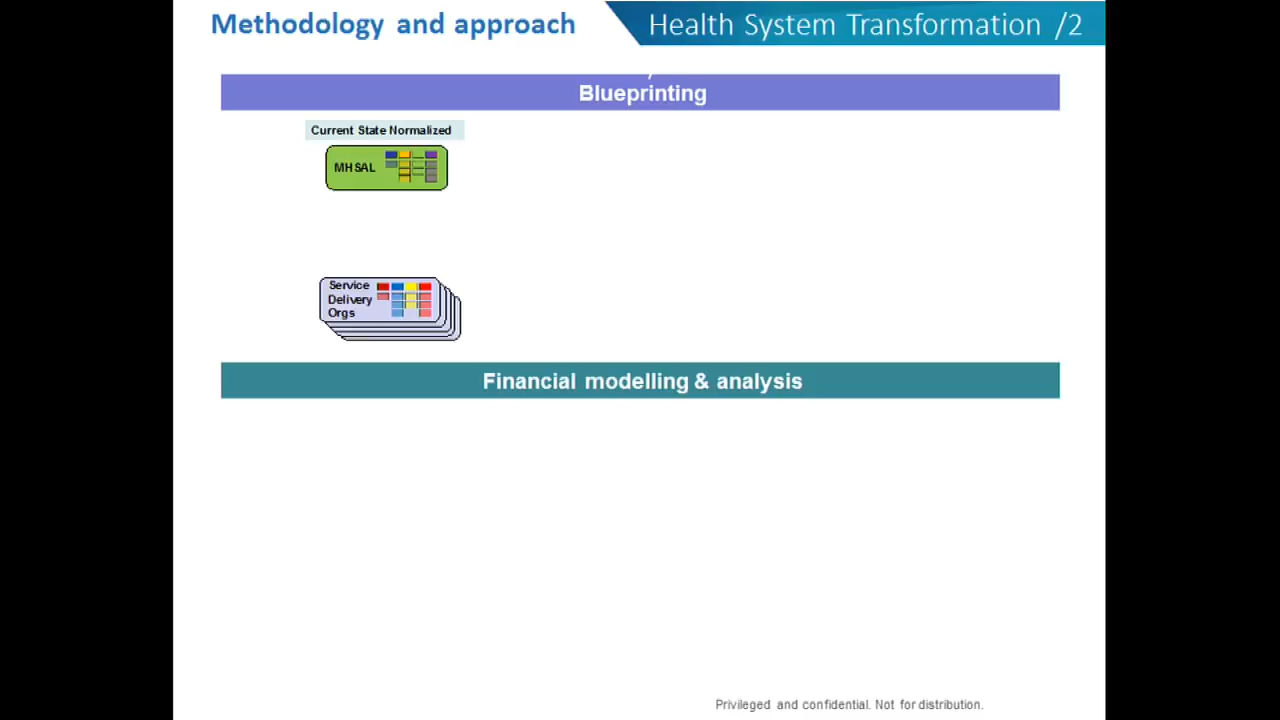 Methodology and approach
Health System Transformation /2
Blueprinting
Current State Normalized
MHSAL
Service
Delivery
Orgs
Financial modelling & analysis
Privileged and confidential. Not for distribution.